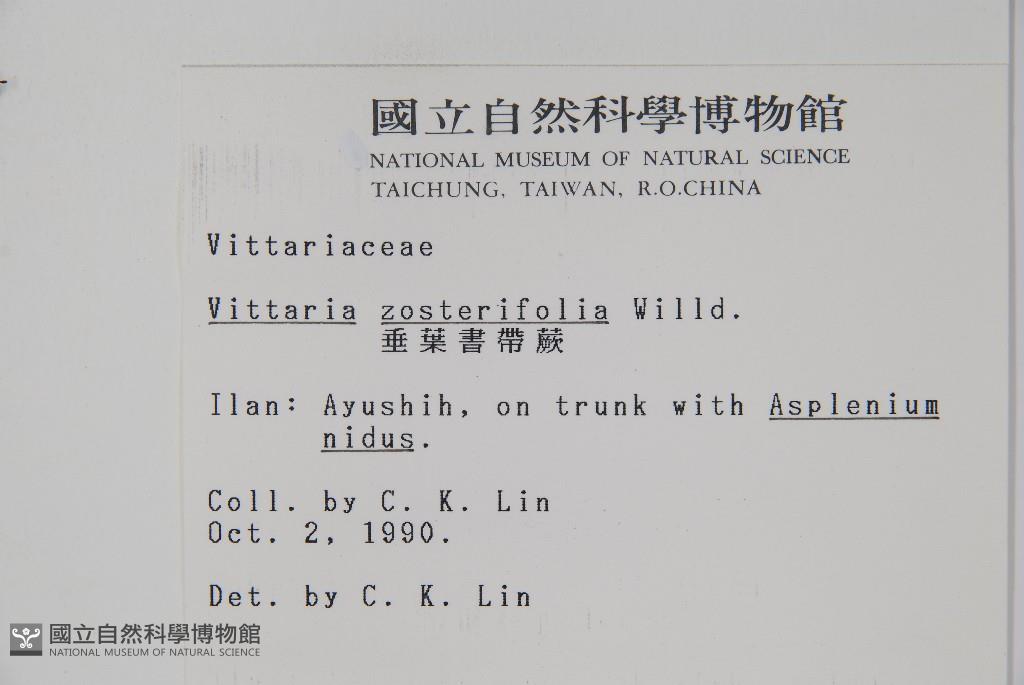 國立自然科學博物館
NATIONAL MUSEUM OF NATURAL SCIENCE
TAICHUNG, TAIWAN, R.O.CHINA
Vittariaceae
Vittaria zosterifolia Willd.
垂葉書帶蕨
Ilan: Ayushih, on trunk with Asplenium
nidus.
Coll. by C. K. Lin
Oct. 2, 1990.
Det. by C. K. Lin
國立自然科學博物館
NATIONAL MUSEUM OF NATURAL SCIENCE